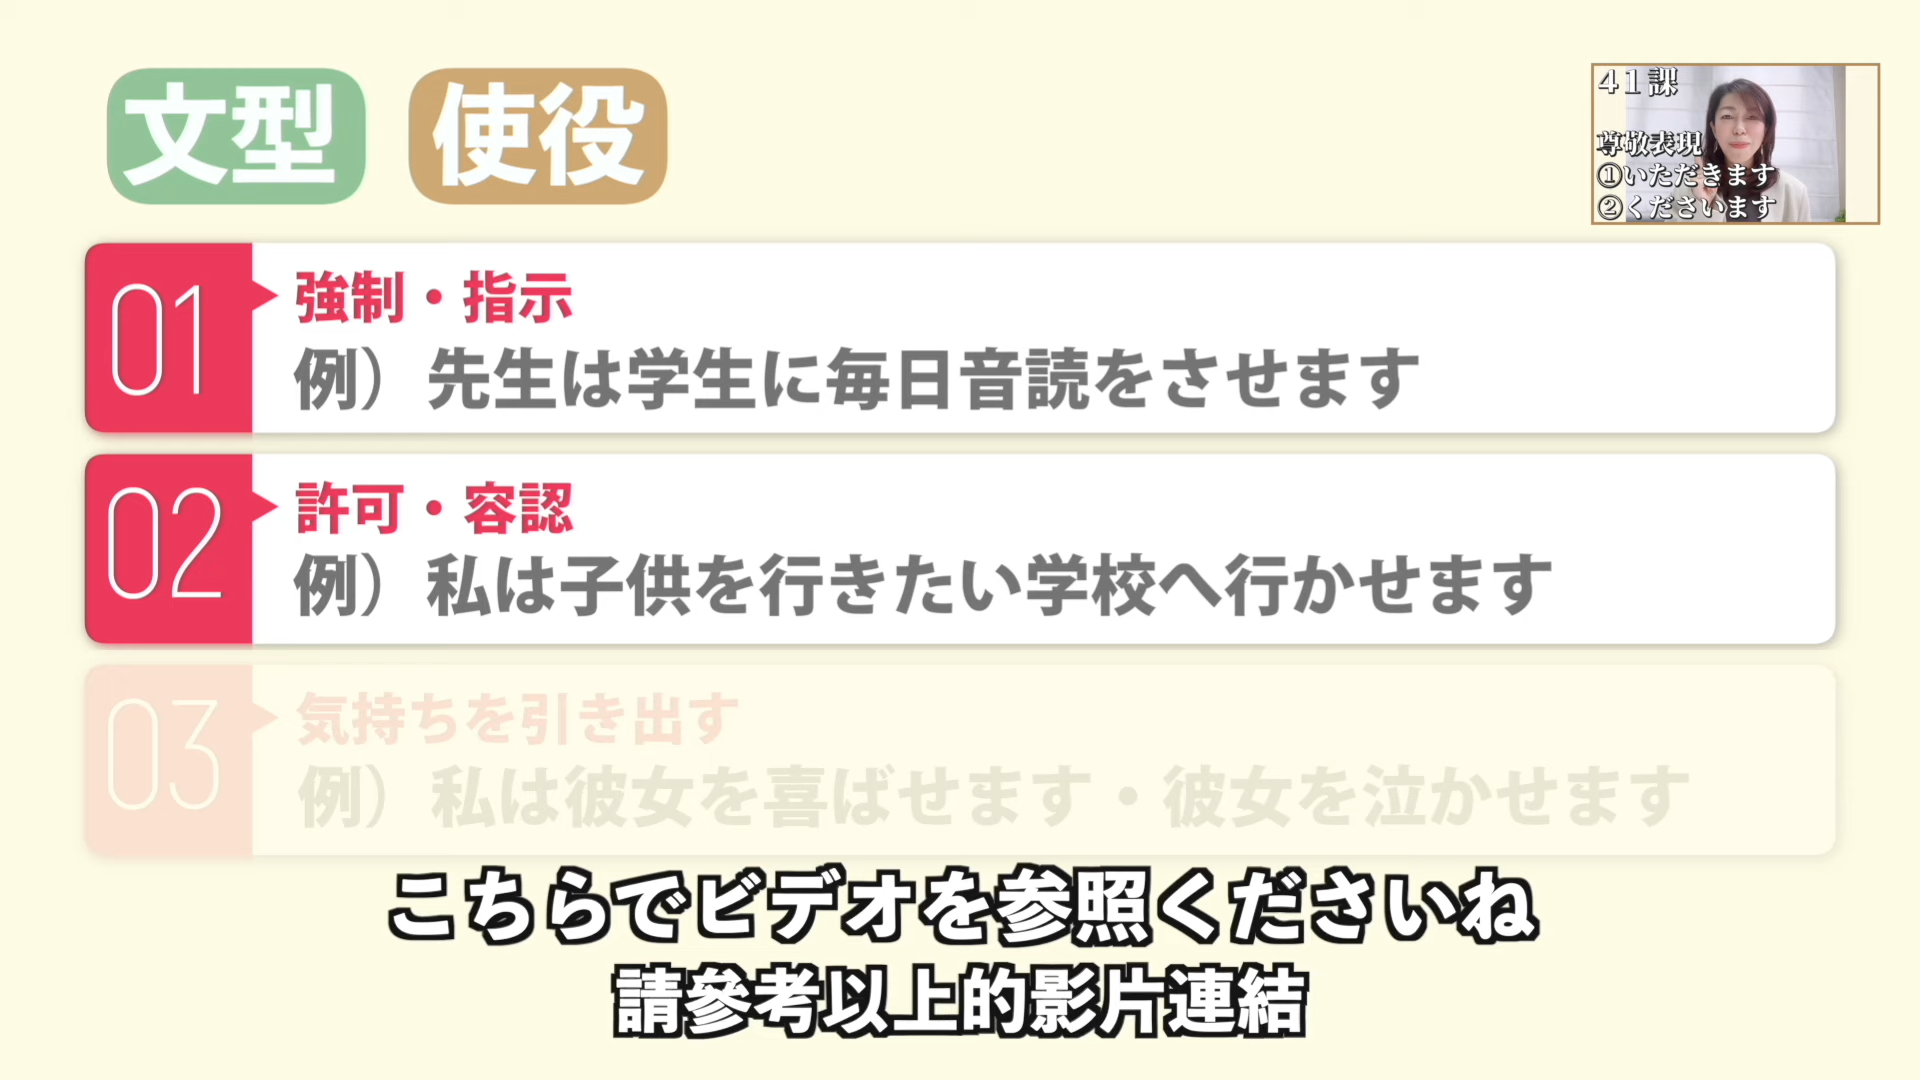 文型 使役
41課
尊敬表現
①いただきます
②くださいます
01
強制・指示
例）先生は学生に毎日音読をさせます
02
許可・容認
例）私は子供を行きたい学校へ行かせます
03
気持ちを引き出す
例）私は彼女を喜ばせます・彼女を泣かせます
こちらでビデオを参照くださいね
請參考以上的影片連結